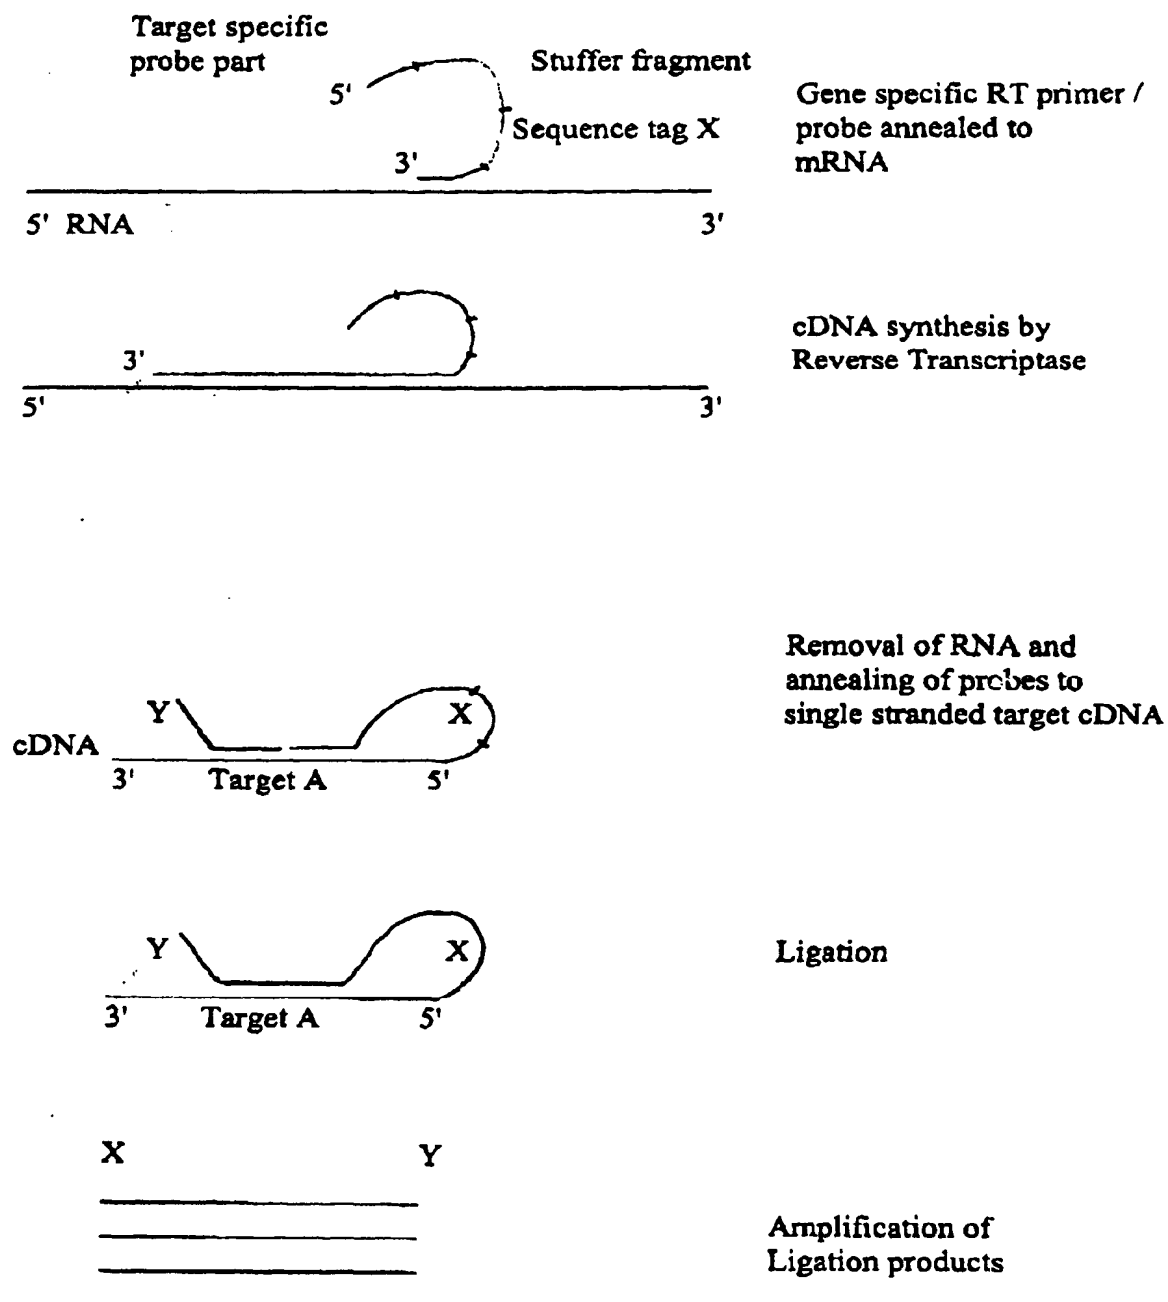 Target specific
probe part
Stuffer fragment
5'
Sequence tag X
3'
5' RNA
3'
Gene specific RT primer /
probe annealed to
mRNA
3'
5'
3'
cDNA synthesis by
Reverse Transcriptase
Y
X
cDNA
3'
Target A
5'
Removal of RNA and
annealing of probes to
single stranded target cDNA
Y
X
3'
Target A
5'
Ligation
X
Y
Amplification of
Ligation products